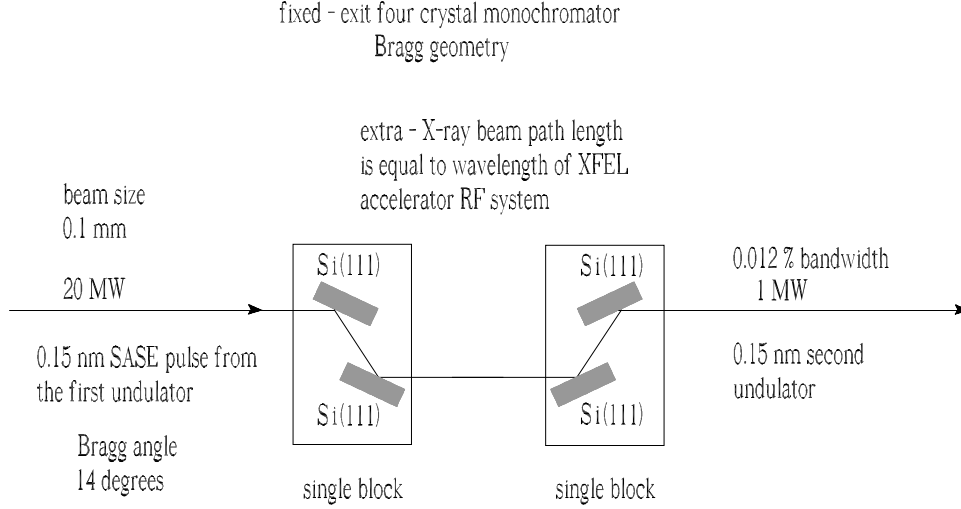 fixed - exit four crystal monochromator
Bragg geometry
extra - X-ray beam path length
is equal to wavelength of XFEL
accelerator RF system
beam size
0.1 mm
20 MW
0.15 nm SASE pulse from
the first undulator
Bragg angle
14 degrees
Si(111)
Si(111)
single block
Si(111)
Si(111)
single block
0.012 % bandwidth
1 MW
0.15 nm second
undulator